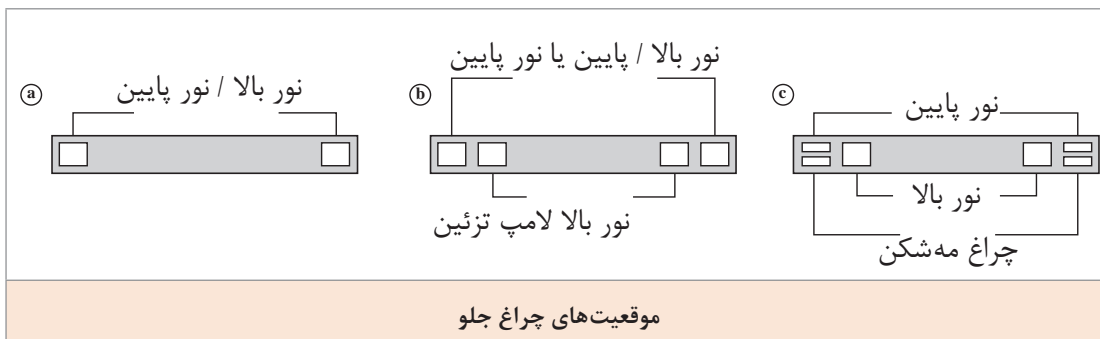 ⓐ
نور بالا / نور پایین
ⓑ
نور بالا / پایین یا نور پایین
نور بالا لامپ تزئین
ⓒ
نور پایین
نور بالا
چراغ مه‌شکن
موقعیت‌های چراغ جلو